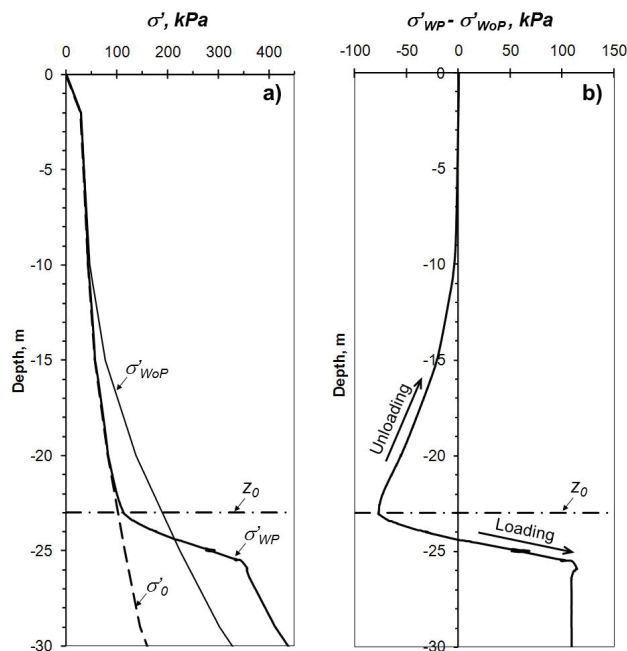 σ', kPa
0 100 200 300 400
a)
0
-5
-10
-15
-20
-25
-30
Depth, m
σ'WoP
z0
σ'WP
σ'0
σ'WP - σ'WoP
-100 -50 0 50 100 150
b)
0
-5
-10
-15
-20
-25
-30
Depth, m
Unloading
z0
Loading